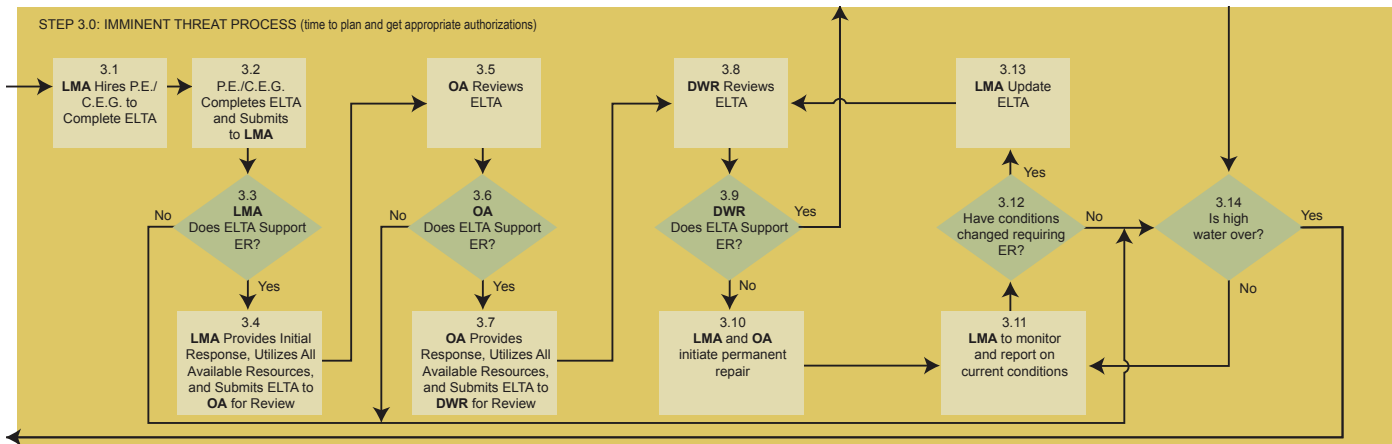 STEP 3.0: IMMINENT THREAT PROCESS (time to plan and get appropriate authorizations)
3.1
LMA Hires P.E./
C.E.G. to
Complete ELTA
3.2
P.E./C.E.G.
Completes ELTA
and Submits
to LMA
3.3
LMA
Does ELTA Support
ER?
No
Yes
3.4
LMA Provides Initial
Response, Utilizes All
Available Resources,
and Submits ELTA to
OA for Review
3.5
OA Reviews
ELTA
3.6
OA
Does ELTA Support
ER?
No
Yes
3.7
OA Provides
Response, Utilizes All
Available Resources,
and Submits ELTA to
DWR for Review
3.8
DWR Reviews
ELTA
3.9
DWR
Does ELTA Support
ER?
Yes
No
3.10
LMA and OA
initiate permanent
repair
3.11
LMA to monitor
and report on
current conditions
3.12
Have conditions
changed requiring
ER?
Yes
No
3.13
LMA Update
ELTA
3.14
Is high
water over?
Yes
No